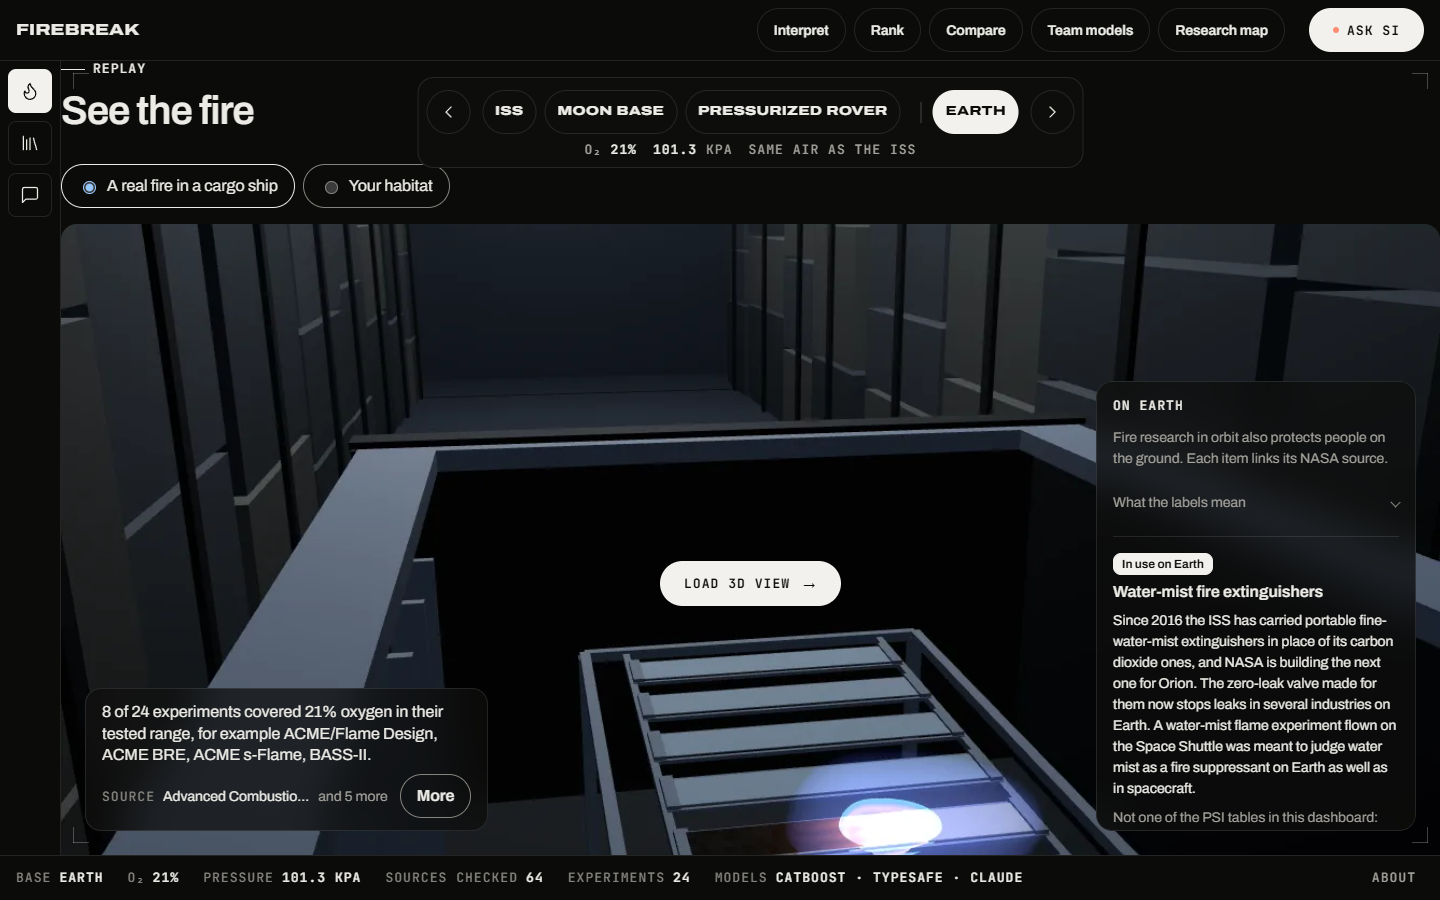 FIREBREAK
Interpret
Rank
Compare
Team models
Research map
ASK SI
REPLAY
See the fire
ISS
MOON BASE
PRESSURIZED ROVER
EARTH
O₂ 21% 101.3 KPA SAME AIR AS THE ISS
A real fire in a cargo ship
Your habitat
ON EARTH
Fire research in orbit also protects people on
the ground. Each item links its NASA source.
What the labels mean
In use on Earth
Water-mist fire extinguishers
Since 2016 the ISS has carried portable fine-
water-mist extinguishers in place of its carbon
dioxide ones, and NASA is building the next
one for Orion. The zero-leak valve made for
them now stops leaks in several industries on
Earth. A water-mist flame experiment flown on
the Space Shuttle was meant to judge water
mist as a fire suppressant on Earth as well as
in spacecraft.
Not one of the PSI tables in this dashboard:
LOAD 3D VIEW →
8 of 24 experiments covered 21% oxygen in their
tested range, for example ACME/Flame Design,
ACME BRE, ACME s-Flame, BASS-II.
SOURCE Advanced Combustio... and 5 more
More
BASE EARTH O₂ 21% PRESSURE 101.3 KPA SOURCES CHECKED 64 EXPERIMENTS 24 MODELS CATBOOST · TYPESAFE · CLAUDE
ABOUT